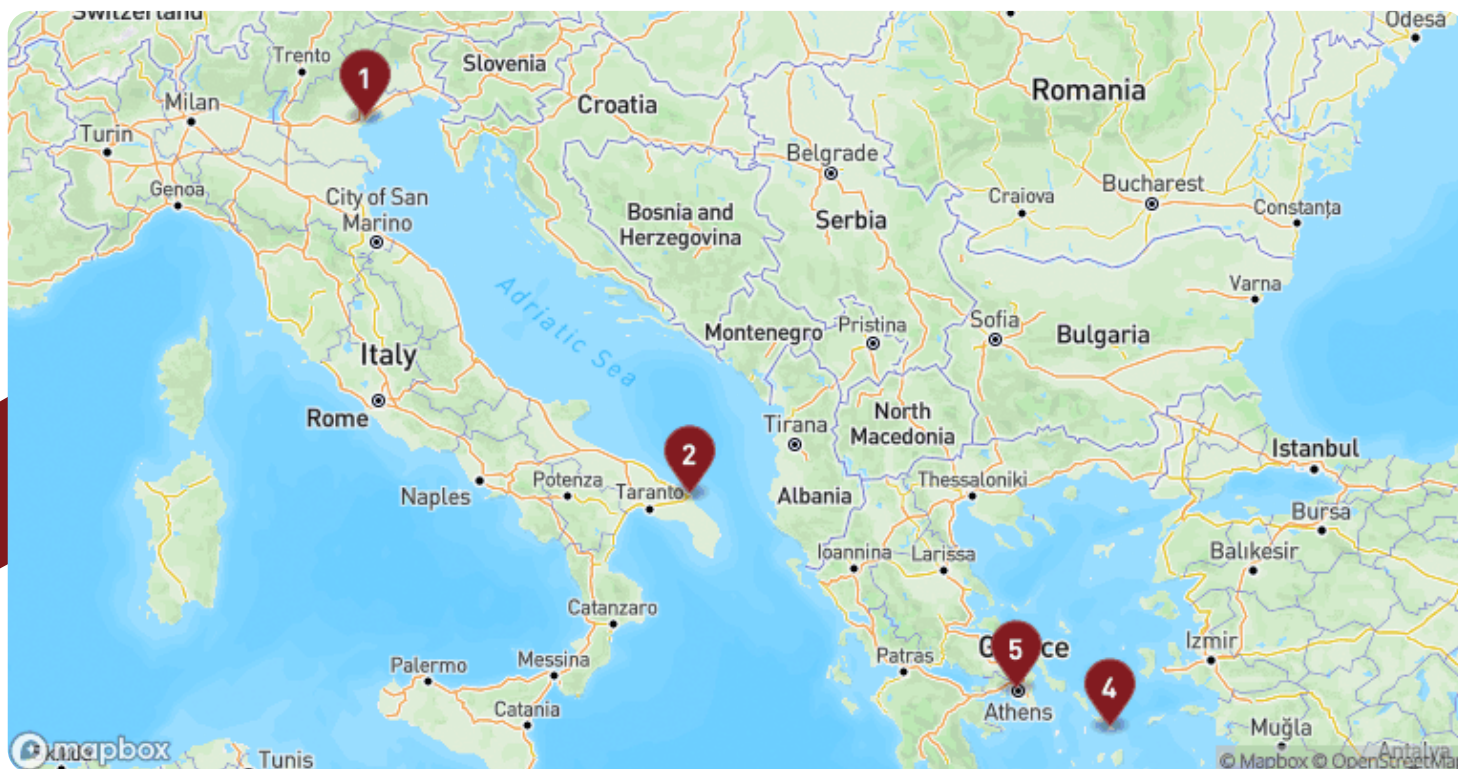 Switzerland
Odesa
Trento
1
Slovenia
Milan
Croatia
Romania
Turin
Belgrade
Genoa
City of San
Marino
Bosnia and
Herzegovina
Serbia
Craiova
Bucharest
Constanța
Adriatic Sea
Varna
Montenegro
Pristina
Sofia
Bulgaria
Italy
Rome
Tirana
North
Macedonia
Istanbul
2
Naples
Potenza
Taranto
Albania
Thessaloniki
Bursa
Ioannina
Larissa
Balıkesir
Catanzaro
Izmir
Palermo
Messina
Patras
Greece
5
4
Catania
Athens
Muğla
mapbox
Tunis
Antalya
© Mapbox © OpenStreetMap